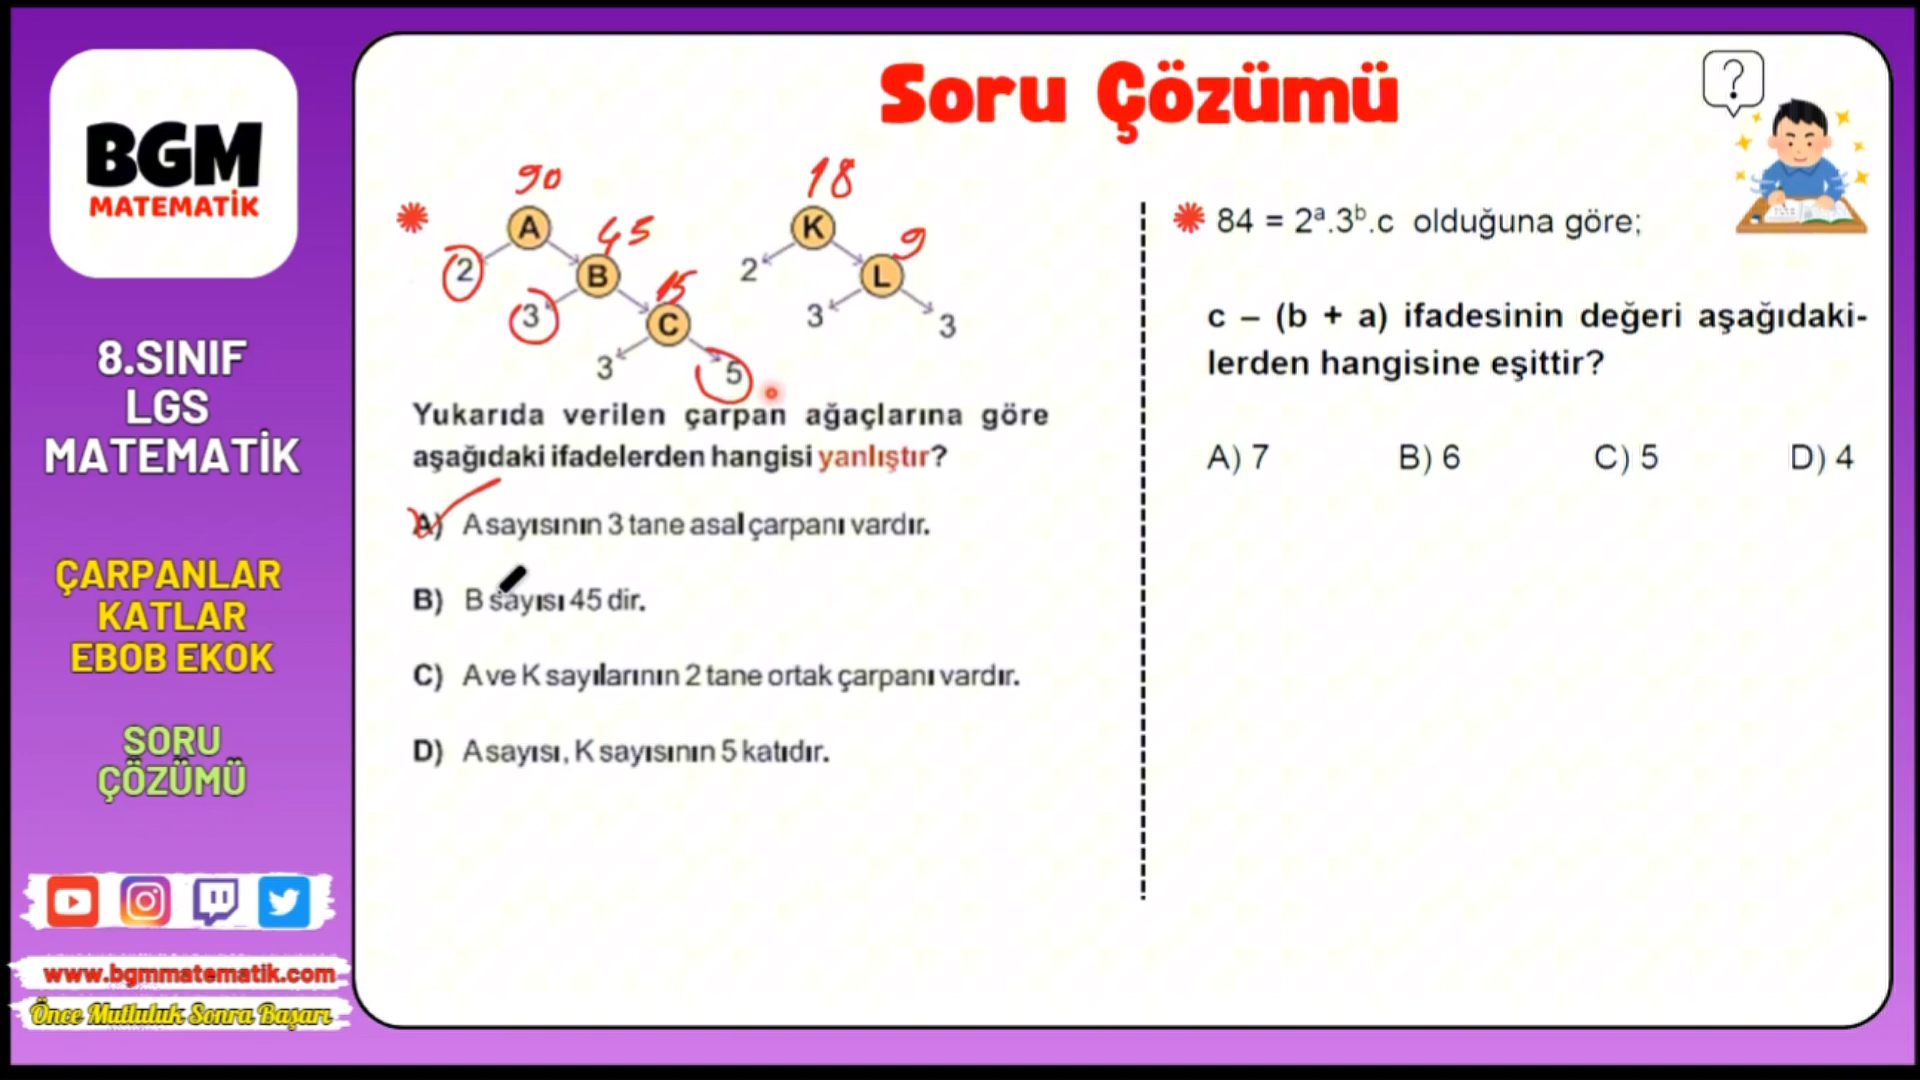 BGM
MATEMATİK
8.SINIF
LGS
MATEMATİK
ÇARPANLAR
KATLAR
EBOB EKOK
SORU
ÇÖZÜMÜ
www.bgmmatematik.com
Önce Mutluluk Sonra Başarı
Soru Çözümü
?
90
A
45
2
B
15
3
C
3
5
18
K
9
2
L
3
3
Yukarıda verilen çarpan ağaçlarına göre
aşağıdaki ifadelerden hangisi yanlıştır?
A) A sayısının 3 tane asal çarpanı vardır.
B) B sayısı 45 dir.
C) A ve K sayılarının 2 tane ortak çarpanı vardır.
D) A sayısı, K sayısının 5 katıdır.
84 = 2ᵃ.3ᵇ.c olduğuna göre;
c – (b + a) ifadesinin değeri aşağıdaki-
lerden hangisine eşittir?
A) 7 B) 6 C) 5 D) 4